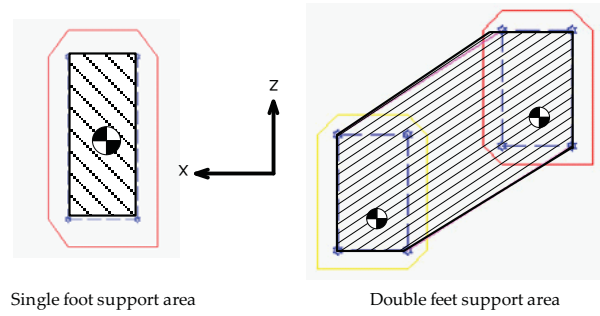 Z
X
Single foot support area
Double feet support area